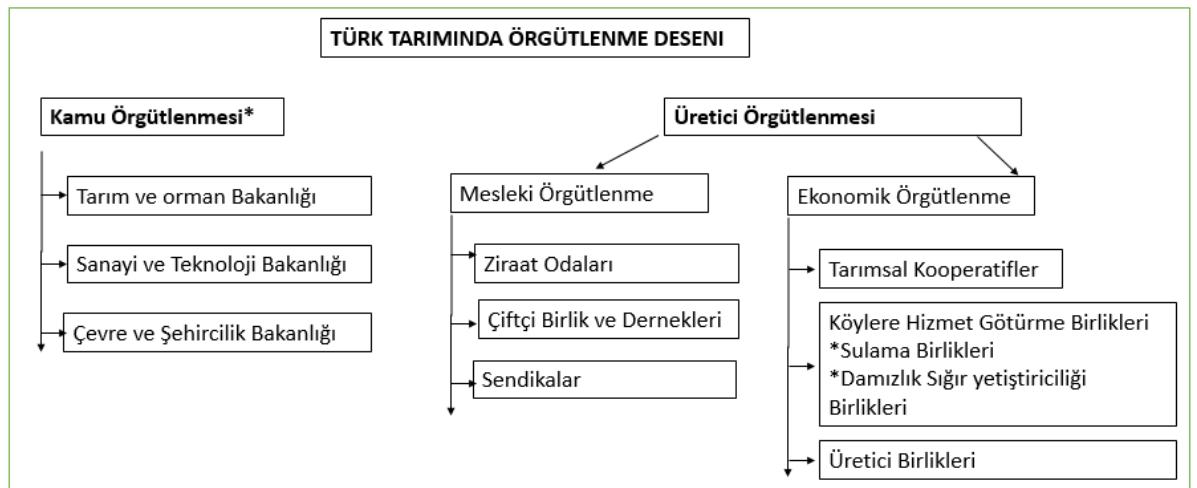 TÜRK TARIMINDA ÖRGÜTLENME DESENI
Kamu Örgütlenmesi*
Tarım ve orman Bakanlığı
Sanayi ve Teknoloji Bakanlığı
Çevre ve Şehircilik Bakanlığı
Üretici Örgütlenmesi
Mesleki Örgütlenme
Ziraat Odaları
Çiftçi Birlik ve Dernekleri
Sendikalar
Ekonomik Örgütlenme
Tarımsal Kooperatifler
Köylere Hizmet Götürme Birlikleri
*Sulama Birlikleri
*Damızlık Sığır yetiştiriciliği
Birlikleri
Üretici Birlikleri